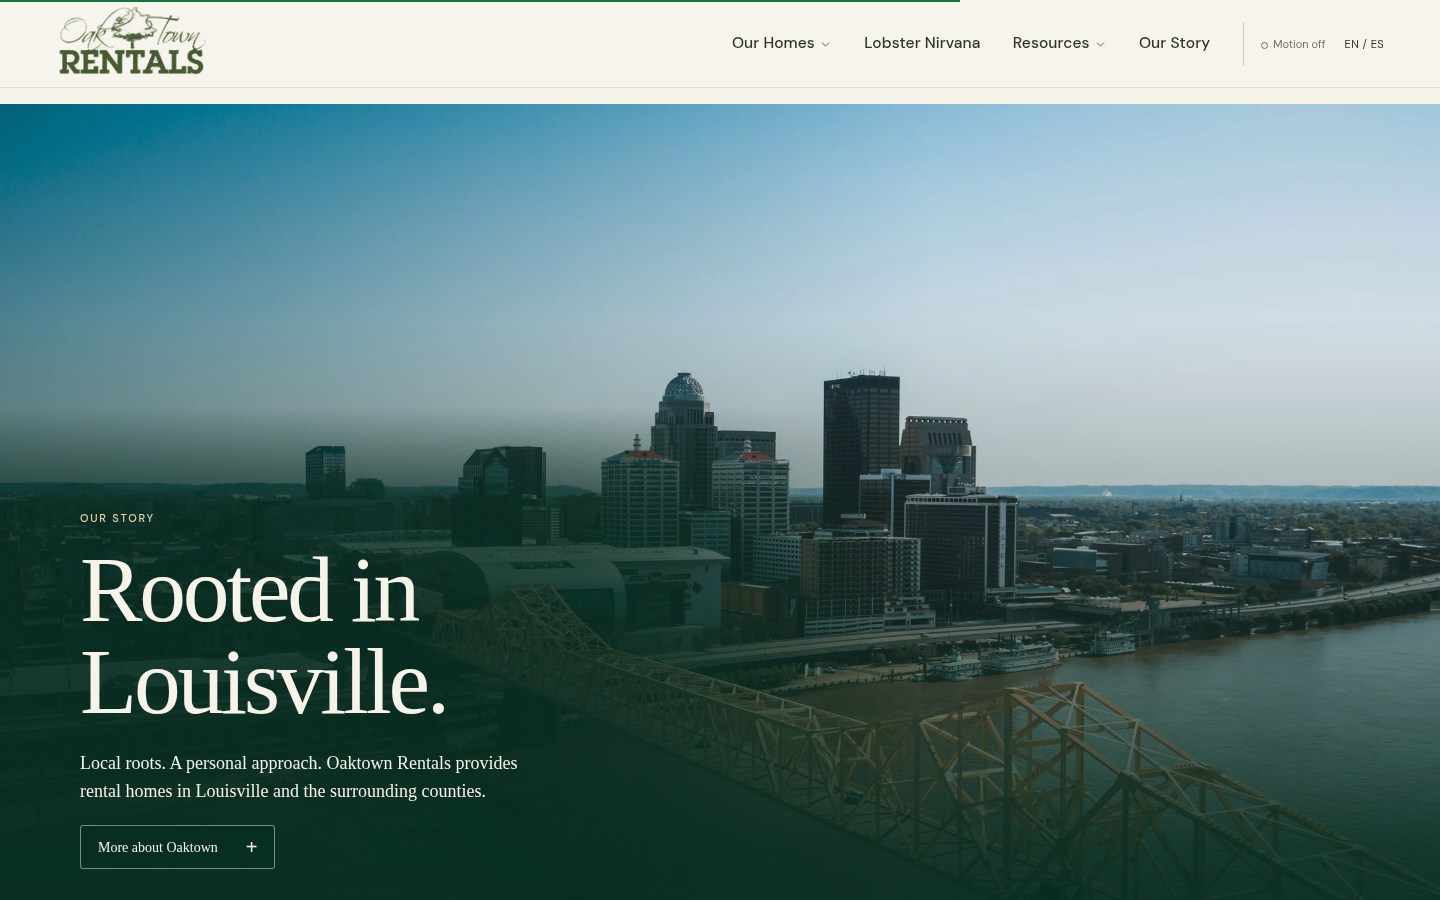 Oak Town
RENTALS
Our Homes
Lobster Nirvana
Resources
Our Story
Motion off
EN / ES
OUR STORY
Rooted in
Louisville.
Local roots. A personal approach. Oaktown Rentals provides
rental homes in Louisville and the surrounding counties.
More about Oaktown +